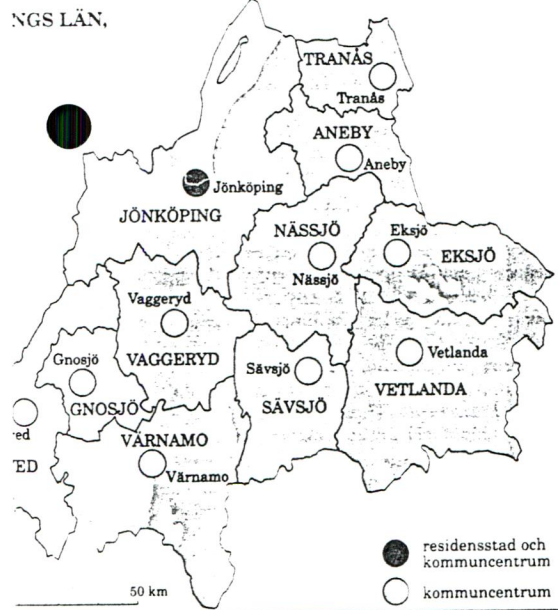 NGS LÄN,
TRANÅS
Tranås
ANEBY
Aneby
Jönköping
JÖNKÖPING
NÄSSJÖ
Nässjö
Eksjö
EKSJÖ
Vaggeryd
VAGGERYD
Gnosjö
GNOSJÖ
Sävsjö
SÄVSJÖ
Vetlanda
VETLANDA
red
ED
VÄRNAMO
Värnamo
residensstad och
kommuncentrum
kommuncentrum
50 km